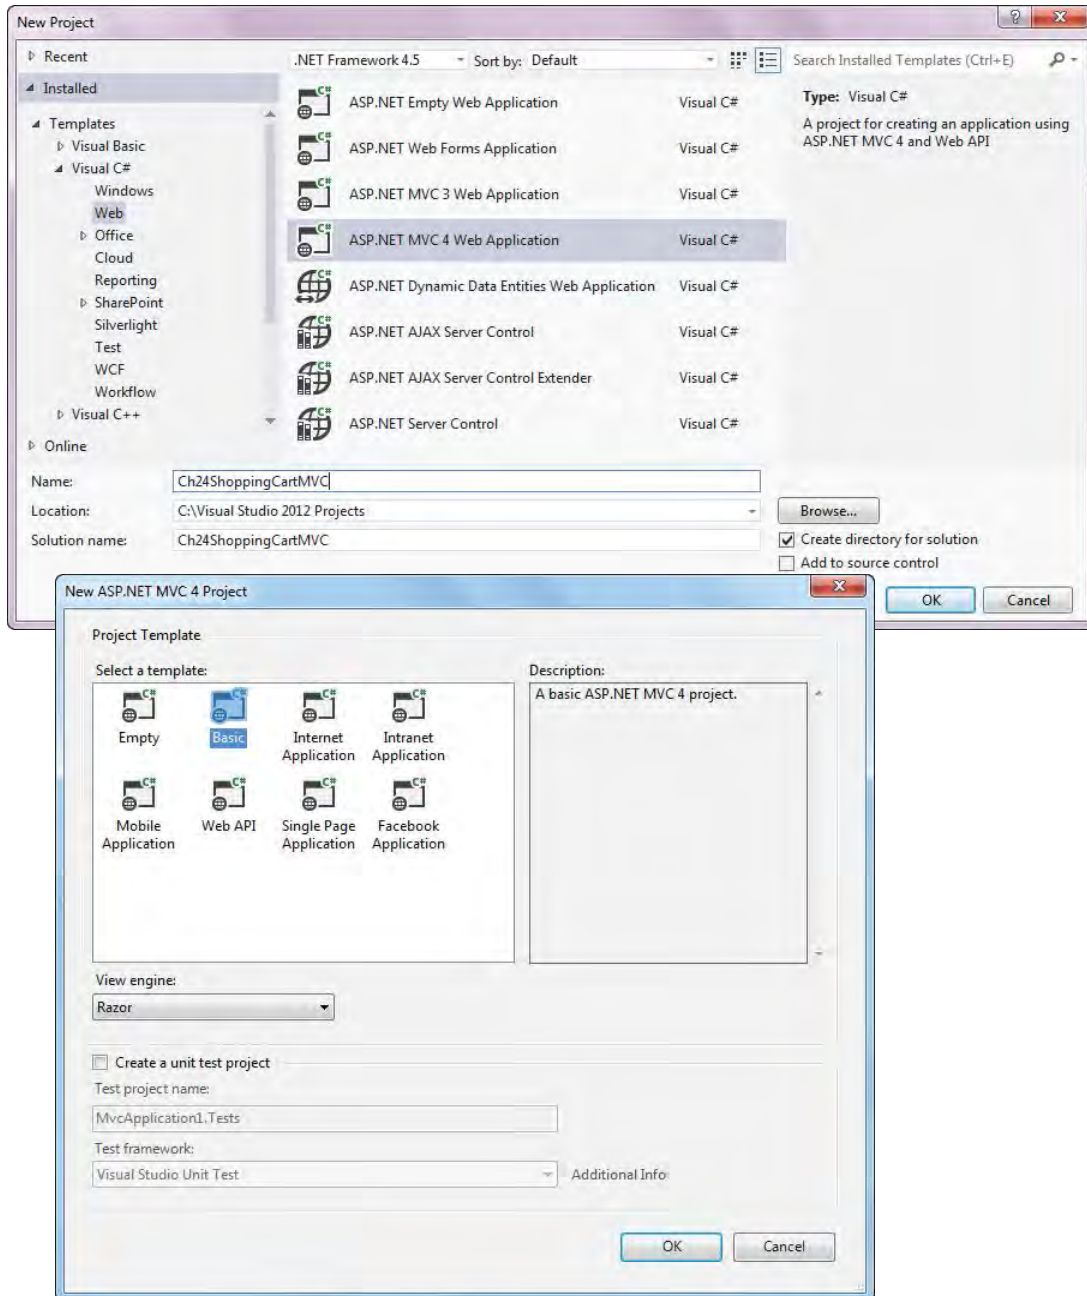 New Project
Recent
.NET Framework 4.5
Sort by: Default
Search Installed Templates (Ctrl+E)
Installed
Templates
Visual Basic
Visual C#
Windows
Web
Office
Cloud
Reporting
SharePoint
Silverlight
Test
WCF
Workflow
Visual C++
Online
ASP.NET Empty Web Application Visual C#
ASP.NET Web Forms Application Visual C#
ASP.NET MVC 3 Web Application Visual C#
ASP.NET MVC 4 Web Application Visual C#
ASP.NET Dynamic Data Entities Web Application Visual C#
ASP.NET AJAX Server Control Visual C#
ASP.NET AJAX Server Control Extender Visual C#
ASP.NET Server Control Visual C#
Type: Visual C#
A project for creating an application using
ASP.NET MVC 4 and Web API
Name: Ch24ShoppingCartMVC
Location: C:\Visual Studio 2012 Projects
Browse...
Solution name: Ch24ShoppingCartMVC
Create directory for solution
Add to source control
OK Cancel
New ASP.NET MVC 4 Project
Project Template
Select a template:
Empty
Basic
Internet
Application
Intranet
Application
Mobile
Application
Web API
Single Page
Application
Facebook
Application
Description:
A basic ASP.NET MVC 4 project.
View engine:
Razor
Create a unit test project
Test project name:
MvcApplication1.Tests
Test framework:
Visual Studio Unit Test
Additional Info
OK Cancel